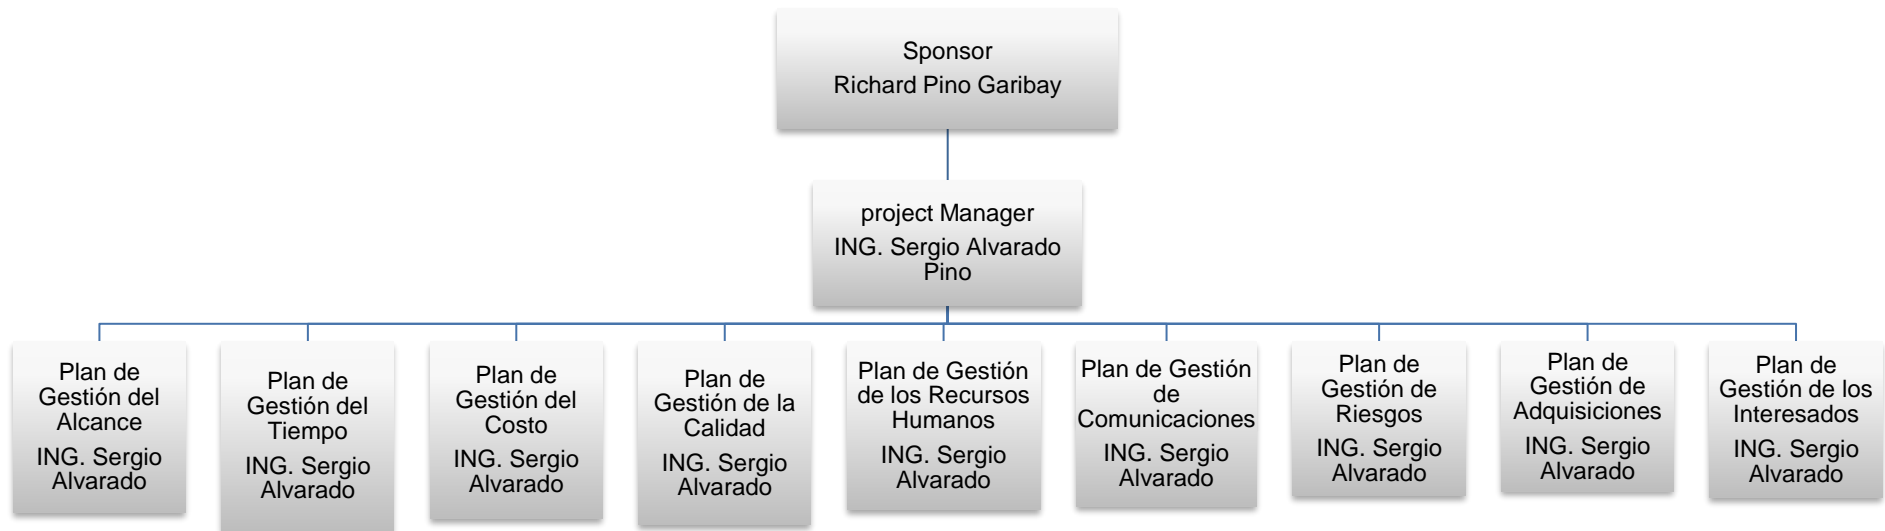 Sponsor
Richard Pino Garibay
project Manager
ING. Sergio Alvarado
Pino
Plan de
Gestión del
Alcance
ING. Sergio
Alvarado
Plan de
Gestión del
Tiempo
ING. Sergio
Alvarado
Plan de
Gestión del
Costo
ING. Sergio
Alvarado
Plan de
Gestión de la
Calidad
ING. Sergio
Alvarado
Plan de Gestión
de los Recursos
Humanos
ING. Sergio
Alvarado
Plan de Gestión
de
Comunicaciones
ING. Sergio
Alvarado
Plan de
Gestión de
Riesgos
ING. Sergio
Alvarado
Plan de
Gestión de
Adquisiciones
ING. Sergio
Alvarado
Plan de
Gestión de los
Interesados
ING. Sergio
Alvarado